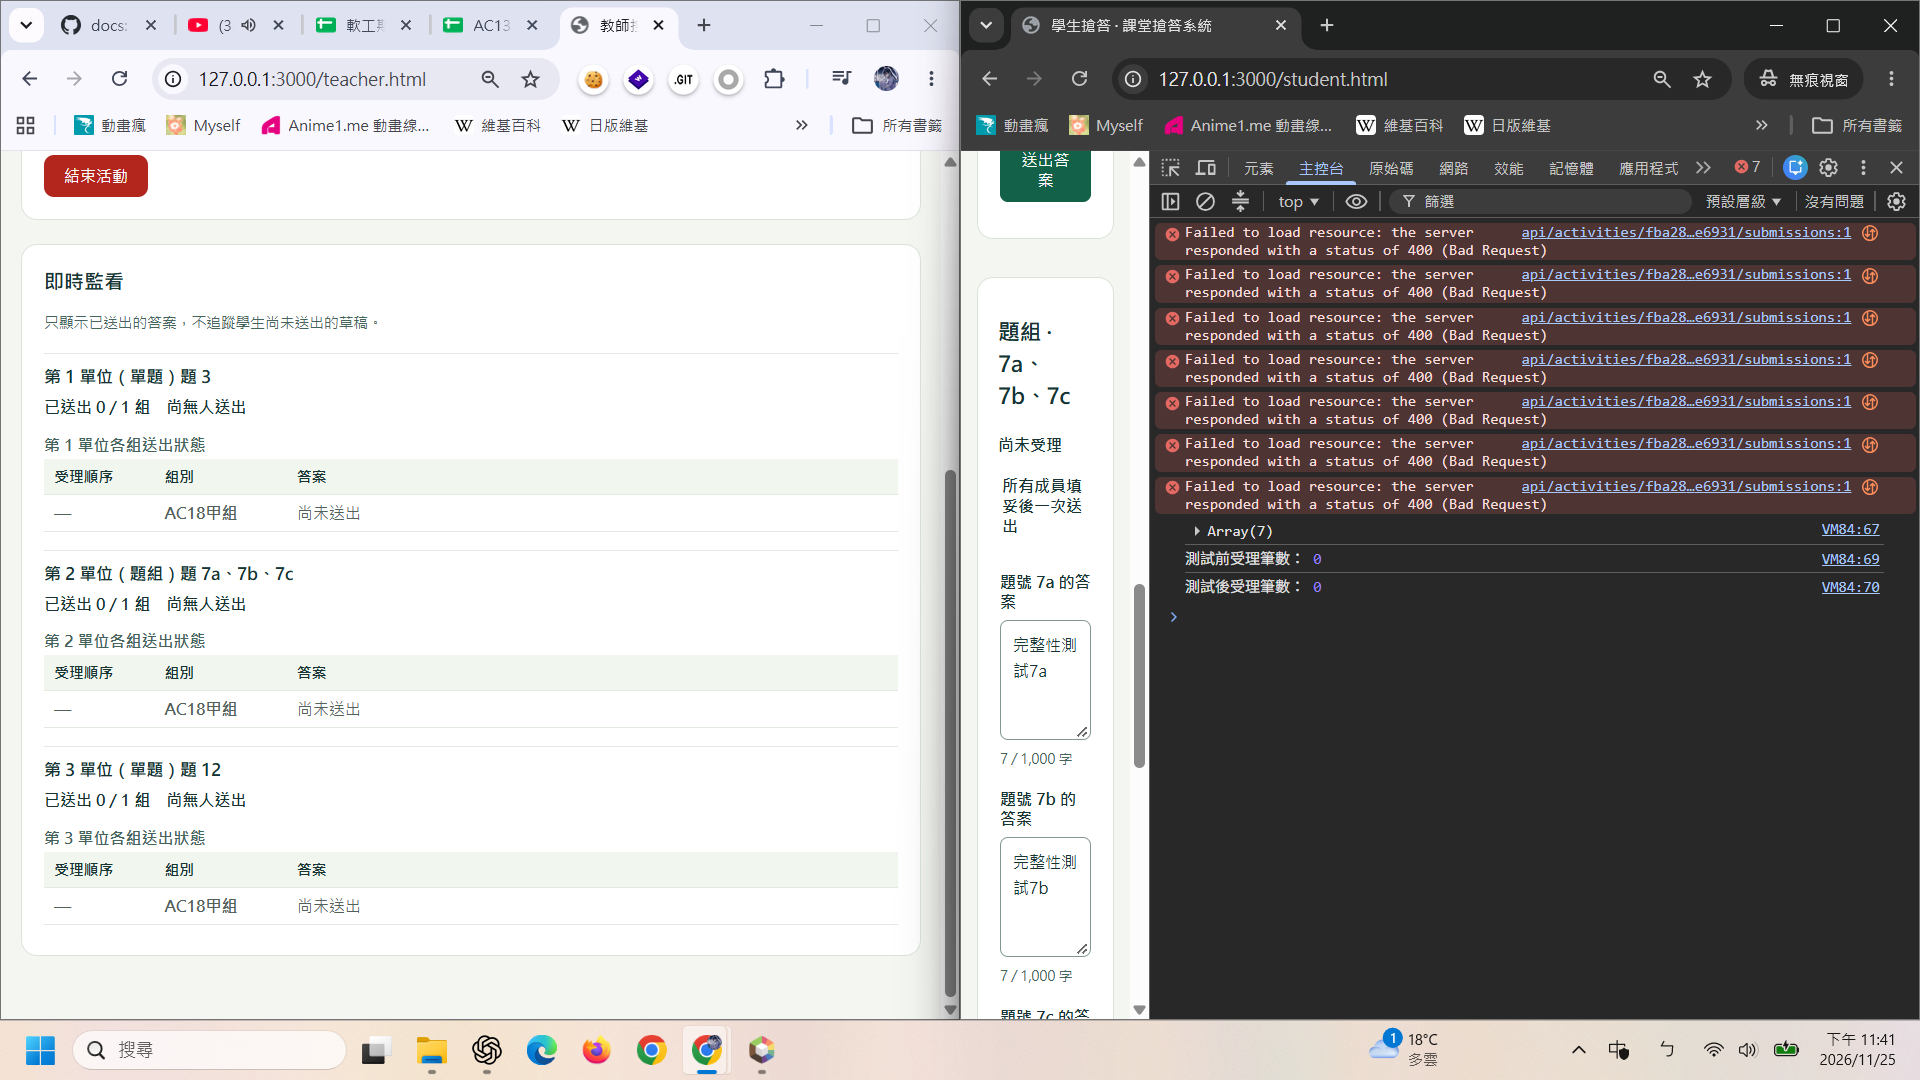 docs:
(3
軟工其
AC13
教師控
127.0.0.1:3000/teacher.html
.GIT
動畫瘋
Myself
Anime1.me 動畫線...
維基百科
日版維基
所有書籤
結束活動
即時監看
只顯示已送出的答案，不追蹤學生尚未送出的草稿。
第 1 單位 ( 單題 ) 題 3
已送出 0 / 1 組　尚無人送出
第 1 單位各組送出狀態
受理順序 組別 答案
— AC18甲組 尚未送出
第 2 單位 ( 題組 ) 題 7a、7b、7c
已送出 0 / 1 組　尚無人送出
第 2 單位各組送出狀態
受理順序 組別 答案
— AC18甲組 尚未送出
第 3 單位 ( 單題 ) 題 12
已送出 0 / 1 組　尚無人送出
第 3 單位各組送出狀態
受理順序 組別 答案
— AC18甲組 尚未送出
學生搶答 · 課堂搶答系統
127.0.0.1:3000/student.html
無痕視窗
動畫瘋
Myself
Anime1.me 動畫線...
維基百科
日版維基
所有書籤
送出答
案
題組 ·
7a、
7b、7c
尚未受理
所有成員填
妥後一次送
出
題號 7a 的答
案
完整性測
試7a
7 / 1,000 字
題號 7b 的
答案
完整性測
試7b
7 / 1,000 字
題號 7c 的答
元素 主控台 原始碼 網路 效能 記憶體 應用程式 7
top 篩選 預設層級 沒有問題
Failed to load resource: the server api/activities/fba28…e6931/submissions:1
responded with a status of 400 (Bad Request)
Failed to load resource: the server api/activities/fba28…e6931/submissions:1
responded with a status of 400 (Bad Request)
Failed to load resource: the server api/activities/fba28…e6931/submissions:1
responded with a status of 400 (Bad Request)
Failed to load resource: the server api/activities/fba28…e6931/submissions:1
responded with a status of 400 (Bad Request)
Failed to load resource: the server api/activities/fba28…e6931/submissions:1
responded with a status of 400 (Bad Request)
Failed to load resource: the server api/activities/fba28…e6931/submissions:1
responded with a status of 400 (Bad Request)
Failed to load resource: the server api/activities/fba28…e6931/submissions:1
responded with a status of 400 (Bad Request)
Array(7) VM84:67
測試前受理筆數： 0 VM84:69
測試後受理筆數： 0 VM84:70
搜尋
1
18°C
多雲
中
ㄅ
下午 11:41
2026/11/25